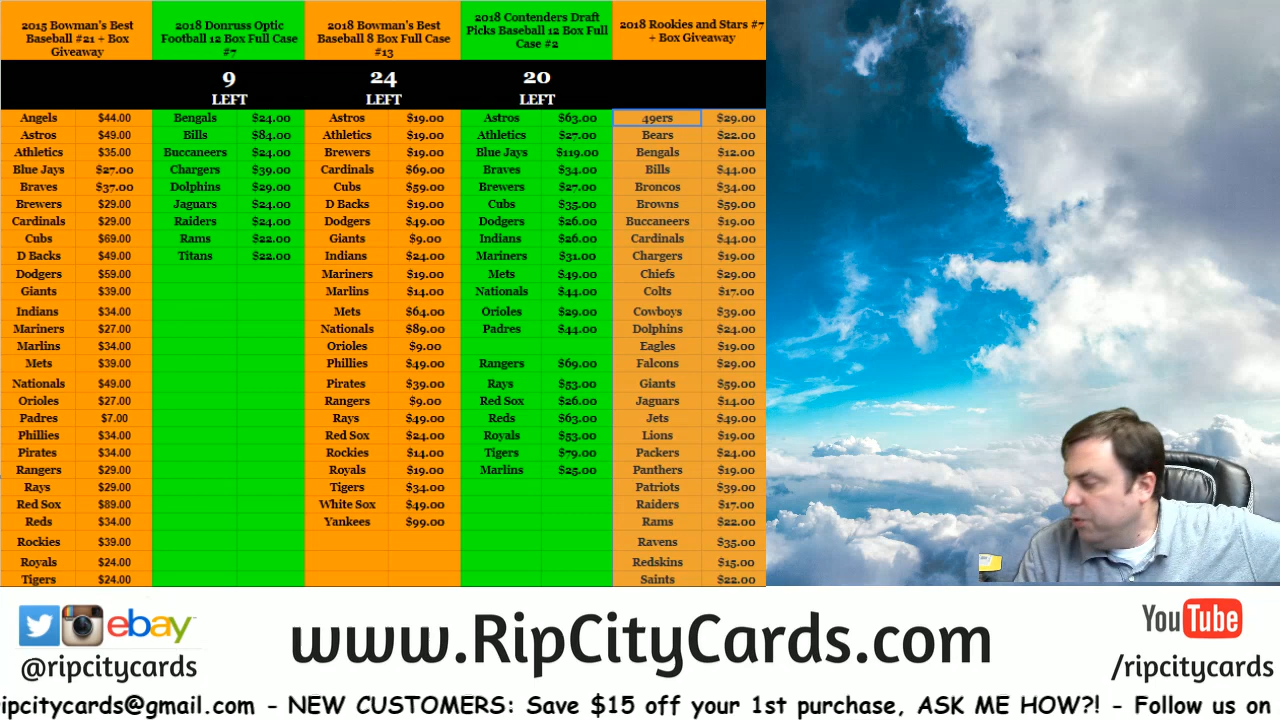 2015 Bowman's Best
Baseball #21 + Box
Giveaway
2018 Donruss Optic
Football 12 Box Full Case
#7
2018 Bowman's Best
Baseball 8 Box Full Case
#13
2018 Contenders Draft
Picks Baseball 12 Box Full
Case #2
2018 Rookies and Stars #7
+ Box Giveaway
9
LEFT
24
LEFT
20
LEFT
Angels $44.00 Bengals $24.00 Astros $19.00 Astros $63.00 49ers $29.00
Astros $49.00 Bills $84.00 Athletics $19.00 Athletics $27.00 Bears $22.00
Athletics $35.00 Buccaneers $24.00 Brewers $19.00 Blue Jays $119.00 Bengals $12.00
Blue Jays $27.00 Chargers $39.00 Cardinals $69.00 Braves $34.00 Bills $44.00
Braves $37.00 Dolphins $29.00 Cubs $59.00 Brewers $27.00 Broncos $34.00
Brewers $29.00 Jaguars $24.00 D Backs $19.00 Cubs $35.00 Browns $59.00
Cardinals $29.00 Raiders $24.00 Dodgers $49.00 Dodgers $26.00 Buccaneers $19.00
Cubs $69.00 Rams $22.00 Giants $9.00 Indians $26.00 Cardinals $44.00
D Backs $49.00 Titans $22.00 Indians $24.00 Mariners $31.00 Chargers $19.00
Dodgers $59.00 Mariners $19.00 Mets $49.00 Chiefs $29.00
Giants $39.00 Marlins $14.00 Nationals $44.00 Colts $17.00
Indians $34.00 Mets $64.00 Orioles $29.00 Cowboys $39.00
Mariners $27.00 Nationals $89.00 Padres $44.00 Dolphins $24.00
Marlins $34.00 Orioles $9.00 Eagles $19.00
Mets $39.00 Phillies $49.00 Rangers $69.00 Falcons $29.00
Nationals $49.00 Pirates $39.00 Rays $53.00 Giants $59.00
Orioles $27.00 Rangers $9.00 Red Sox $26.00 Jaguars $14.00
Padres $7.00 Rays $49.00 Reds $63.00 Jets $49.00
Phillies $34.00 Red Sox $24.00 Royals $53.00 Lions $19.00
Pirates $34.00 Rockies $14.00 Tigers $79.00 Packers $24.00
Rangers $29.00 Royals $19.00 Marlins $25.00 Panthers $19.00
Rays $29.00 Tigers $34.00 Patriots $39.00
Red Sox $89.00 White Sox $49.00 Raiders $17.00
Reds $34.00 Yankees $99.00 Rams $22.00
Rockies $39.00 Ravens $35.00
Royals $24.00 Redskins $15.00
Tigers $24.00 Saints $22.00
ebay
@ripcitycards
www.RipCityCards.com
YouTube
/ripcitycards
ipcitycards@gmail.com - NEW CUSTOMERS: Save $15 off your 1st purchase, ASK ME HOW?! - Follow us on